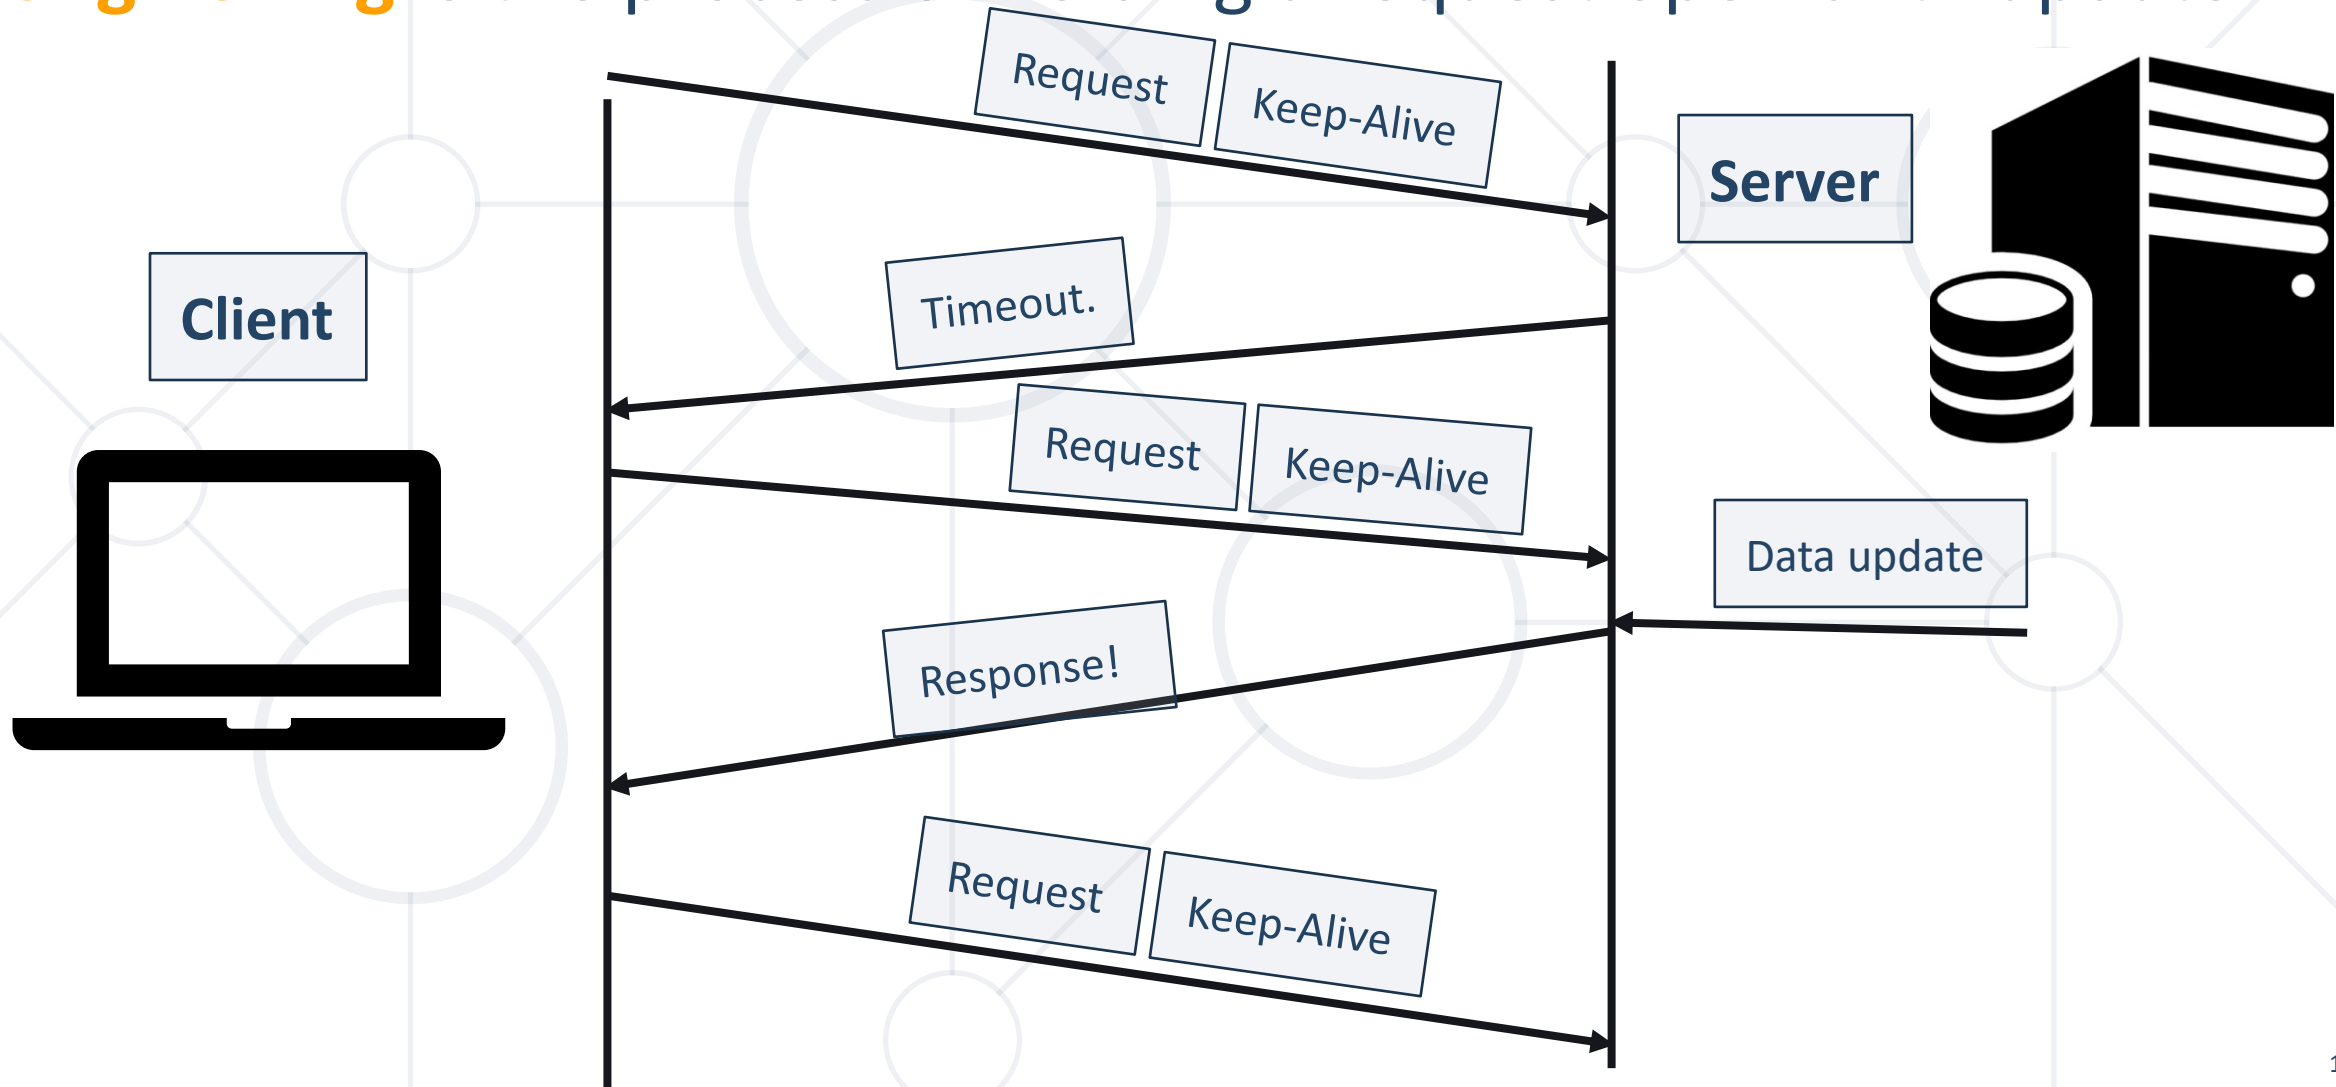 Request
Keep-Alive
Server
Timeout.
Client
Request
Keep-Alive
Data update
Response!
Request
Keep-Alive